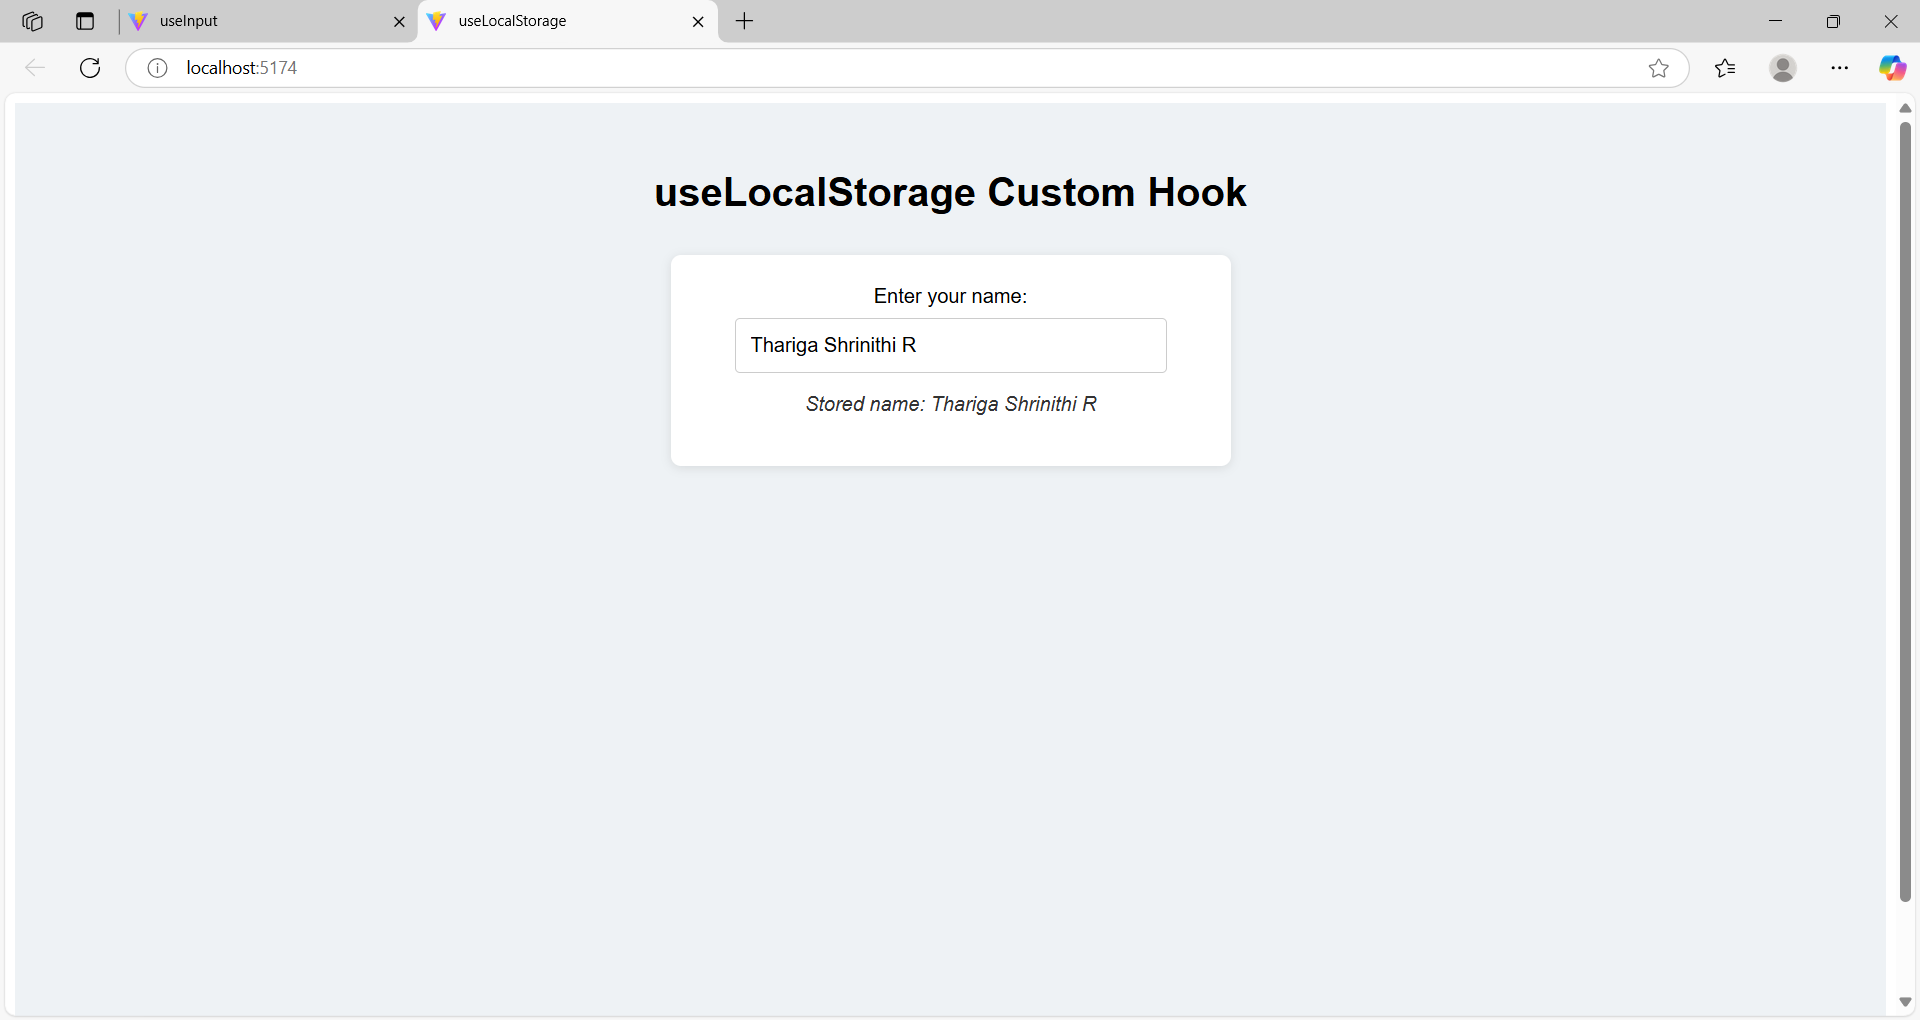 useInput
useLocalStorage
localhost:5174
useLocalStorage Custom Hook
Enter your name:
Thariga Shrinithi R
Stored name: Thariga Shrinithi R